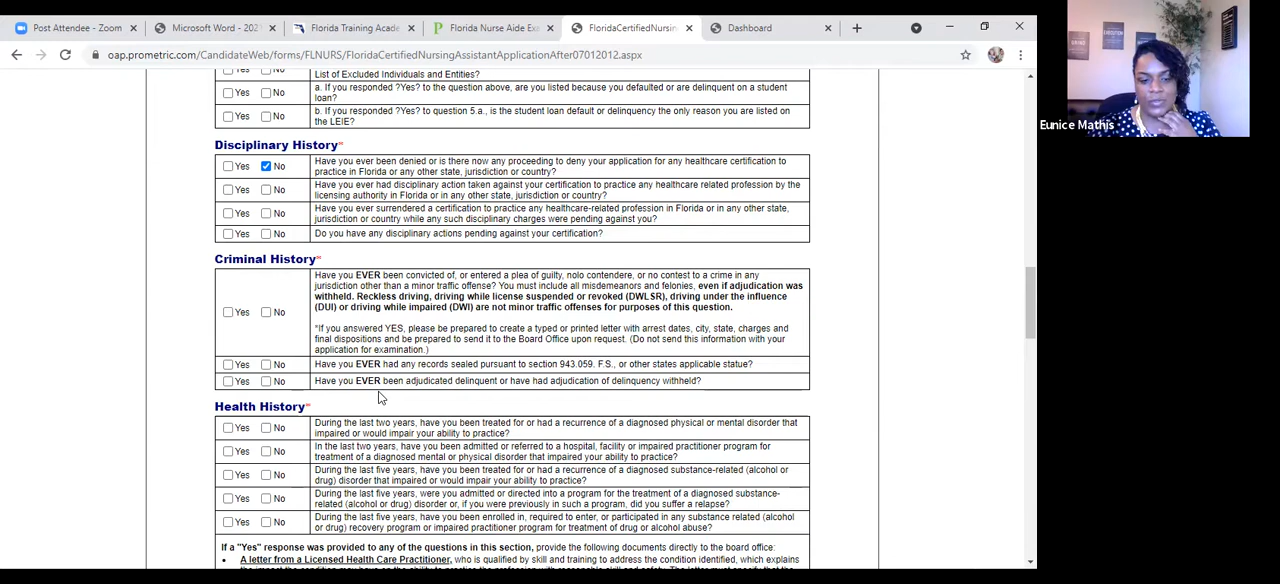 Post Attendee - Zoom
Microsoft Word - 202
Florida Training Acade
Florida Nurse Aide Exa
FloridaCertifiedNursin
Dashboard
oap.prometric.com/CandidateWeb/forms/FLNURS/FloridaCertifiedNursingAssistantApplicationAfter07012012.aspx
Yes No List of Excluded Individuals and Entities?
Yes No a. If you responded ?Yes? to the question above, are you listed because you defaulted or are delinquent on a student
loan?
Yes No b. If you responded ?Yes? to question 5.a., is the student loan default or delinquency the only reason you are listed on
the LEIE?
Disciplinary History*
Yes No Have you ever been denied or is there now any proceeding to deny your application for any healthcare certification to
practice in Florida or any other state, jurisdiction or country?
Yes No Have you ever had disciplinary action taken against your certification to practice any healthcare related profession by the
licensing authority in Florida or in any other state, jurisdiction or country?
Yes No Have you ever surrendered a certification to practice any healthcare-related profession in Florida or in any other state,
jurisdiction or country while any such disciplinary charges were pending against you?
Yes No Do you have any disciplinary actions pending against your certification?
Criminal History*
Have you EVER been convicted of, or entered a plea of guilty, nolo contendere, or no contest to a crime in any
jurisdiction other than a minor traffic offense? You must include all misdemeanors and felonies, even if adjudication was
withheld. Reckless driving, driving while license suspended or revoked (DWLSR), driving under the influence
(DUI) or driving while impaired (DWI) are not minor traffic offenses for purposes of this question.
Yes No
*If you answered YES, please be prepared to create a typed or printed letter with arrest dates, city, state, charges and
final dispositions and be prepared to send it to the Board Office upon request. (Do not send this information with your
application for examination.)
Yes No Have you EVER had any records sealed pursuant to section 943.059. F.S., or other states applicable statue?
Yes No Have you EVER been adjudicated delinquent or have had adjudication of delinquency withheld?
Health History*
Yes No During the last two years, have you been treated for or had a recurrence of a diagnosed physical or mental disorder that
impaired or would impair your ability to practice?
Yes No In the last two years, have you been admitted or referred to a hospital, facility or impaired practitioner program for
treatment of a diagnosed mental or physical disorder that impaired your ability to practice?
Yes No During the last five years, have you been treated for or had a recurrence of a diagnosed substance-related (alcohol or
drug) disorder that impaired or would impair your ability to practice?
Yes No During the last five years, were you admitted or directed into a program for the treatment of a diagnosed substance-
related (alcohol or drug) disorder or, if you were previously in such a program, did you suffer a relapse?
Yes No During the last five years, have you been enrolled in, required to enter, or participated in any substance related (alcohol
or drug) recovery program or impaired practitioner program for treatment of drug or alcohol abuse?
If a "Yes" response was provided to any of the questions in this section, provide the following documents directly to the board office:
A letter from a Licensed Health Care Practitioner, who is qualified by skill and training to address the condition identified, which explains
Eunice Mathis
GRIND
EXECUTION